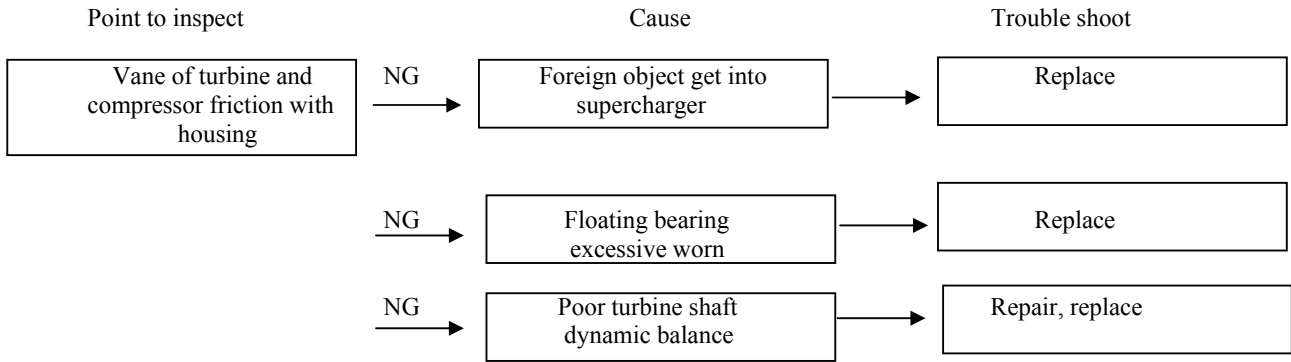 Point to inspect
Cause
Trouble shoot
Vane of turbine and
compressor friction with
housing
NG
Foreign object get into
supercharger
Replace
NG
Floating bearing
excessive worn
Replace
NG
Poor turbine shaft
dynamic balance
Repair, replace